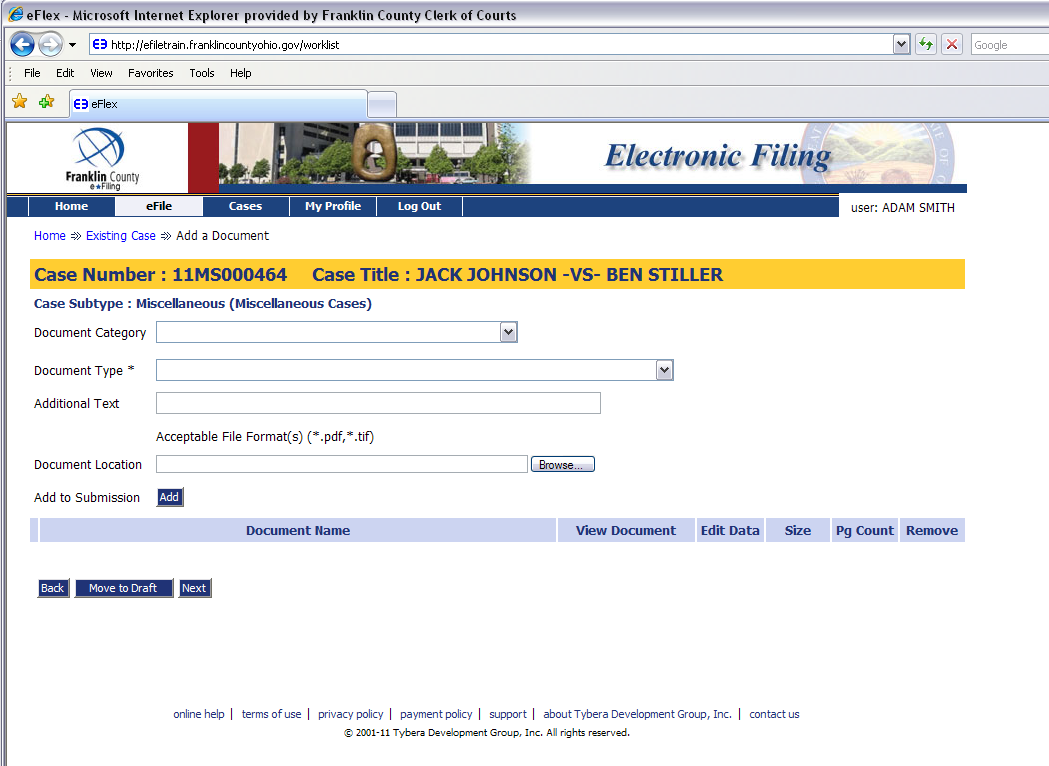 eFlex - Microsoft Internet Explorer provided by Franklin County Clerk of Courts
http://efiletrain.franklincountyohio.gov/worklist
Google
File Edit View Favorites Tools Help
eFlex
Franklin County
e★Filing
Electronic Filing
Home eFile Cases My Profile Log Out
user: ADAM SMITH
Home ⇒ Existing Case ⇒ Add a Document
Case Number : 11MS000464 Case Title : JACK JOHNSON -VS- BEN STILLER
Case Subtype : Miscellaneous (Miscellaneous Cases)
Document Category
Document Type *
Additional Text
Acceptable File Format(s) (*.pdf,*.tif)
Document Location Browse...
Add to Submission Add
Document Name View Document Edit Data Size Pg Count Remove
Back Move to Draft Next
online help | terms of use | privacy policy | payment policy | support | about Tybera Development Group, Inc. | contact us
© 2001-11 Tybera Development Group, Inc. All rights reserved.